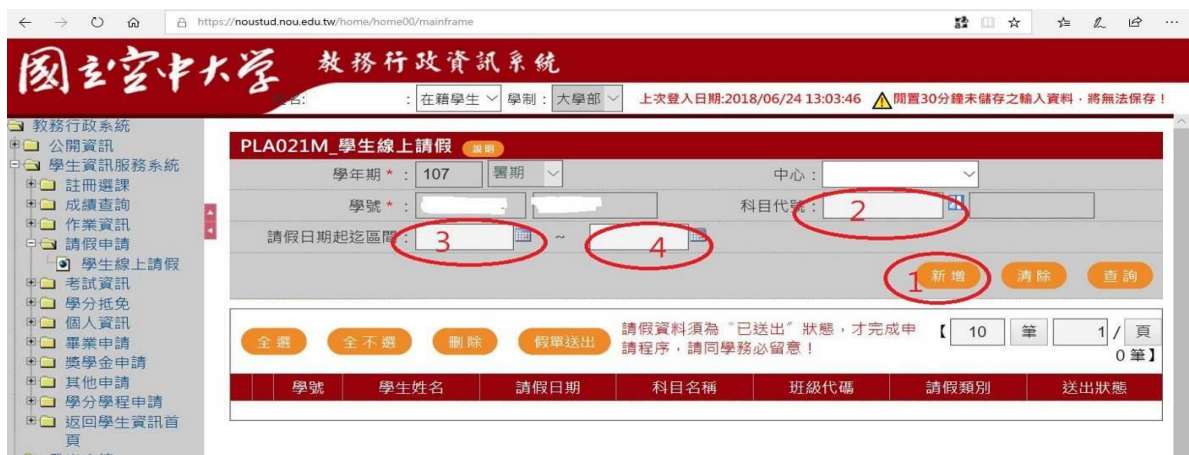 https://noustud.nou.edu.tw/home/home00/mainframe
國立空中大學 教務行政資訊系統
: 在籍學生 學制： 大學部 上次登入日期:2018/06/24 13:03:46 閒置30分鐘未儲存之輸入資料，將無法保存！
教務行政系統
公開資訊
學生資訊服務系統
註冊選課
成績查詢
作業資訊
請假申請
學生線上請假
考試資訊
學分抵免
個人資訊
畢業申請
獎學金申請
其他申請
學分學程申請
返回學生資訊首
頁
PLA021M_學生線上請假 說明
學年期 * ： 107 暑期 中心：
學號 * ： 科目代號： 2
請假日期起迄區間： 3 ~ 4
1 新增 清除 查詢
全選 全不選 刪除 假單送出 請假資料須為〝已送出〞狀態，才完成申
請程序，請同學務必留意！
【 10 筆 1 / 頁
0 筆】
學號 學生姓名 請假日期 科目名稱 班級代碼 請假類別 送出狀態